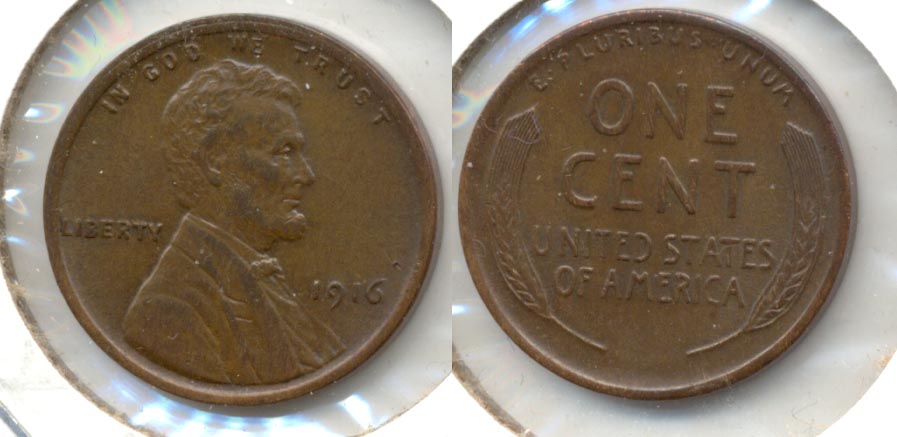 IN GOD WE TRUST
LIBERTY
1916
E·PLURIBUS·UNUM
ONE
CENT
UNITED STATES
OF AMERICA